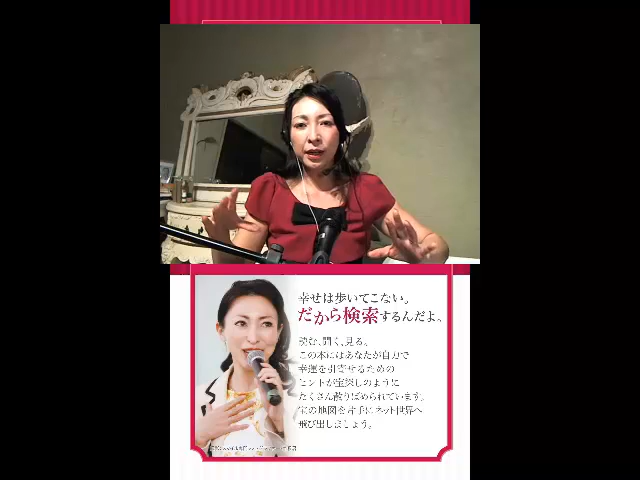 幸せは歩いてこない。
だから検索するんだよ。
読む、聞く、見る。
この本にはあなたが自力で
幸運を引寄せるための
ヒントが宝探しのように
たくさん散りばめられています。
宝の地図を片手にネット世界へ
飛び出しましょう。